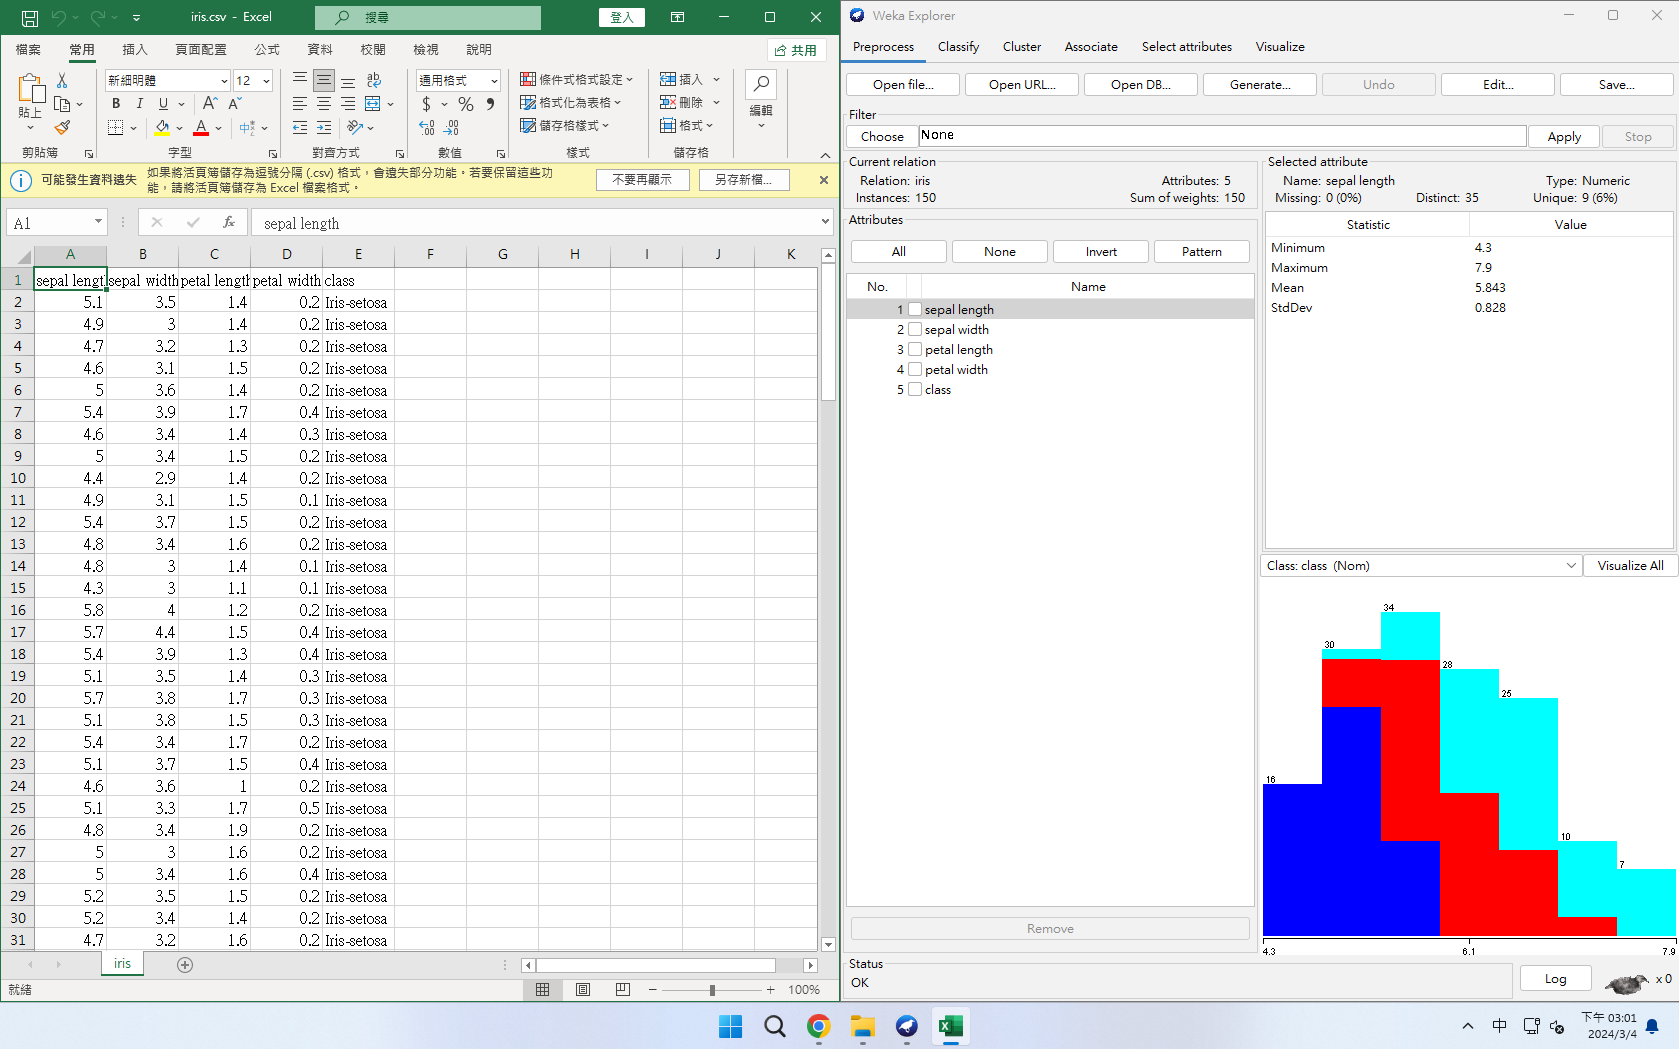 iris.csv - Excel
搜尋
登入
檔案 常用 插入 頁面配置 公式 資料 校閱 檢視 說明 共用
貼上
新細明體 12
B I U A A
通用格式
$ % 9
條件式格式設定
格式化為表格
儲存格樣式
插入
刪除
格式
編輯
剪貼簿 字型 對齊方式 數值 樣式 儲存格
可能發生資料遺失 如果將活頁簿儲存為逗號分隔 (.csv) 格式，會遺失部分功能。若要保留這些功
能，請將活頁簿儲存為 Excel 檔案格式。
不要再顯示 另存新檔...
A1 fx sepal length
A B C D E F G H I J K
1 sepal lengt sepal width petal length petal width class
2 5.1 3.5 1.4 0.2 Iris-setosa
3 4.9 3 1.4 0.2 Iris-setosa
4 4.7 3.2 1.3 0.2 Iris-setosa
5 4.6 3.1 1.5 0.2 Iris-setosa
6 5 3.6 1.4 0.2 Iris-setosa
7 5.4 3.9 1.7 0.4 Iris-setosa
8 4.6 3.4 1.4 0.3 Iris-setosa
9 5 3.4 1.5 0.2 Iris-setosa
10 4.4 2.9 1.4 0.2 Iris-setosa
11 4.9 3.1 1.5 0.1 Iris-setosa
12 5.4 3.7 1.5 0.2 Iris-setosa
13 4.8 3.4 1.6 0.2 Iris-setosa
14 4.8 3 1.4 0.1 Iris-setosa
15 4.3 3 1.1 0.1 Iris-setosa
16 5.8 4 1.2 0.2 Iris-setosa
17 5.7 4.4 1.5 0.4 Iris-setosa
18 5.4 3.9 1.3 0.4 Iris-setosa
19 5.1 3.5 1.4 0.3 Iris-setosa
20 5.7 3.8 1.7 0.3 Iris-setosa
21 5.1 3.8 1.5 0.3 Iris-setosa
22 5.4 3.4 1.7 0.2 Iris-setosa
23 5.1 3.7 1.5 0.4 Iris-setosa
24 4.6 3.6 1 0.2 Iris-setosa
25 5.1 3.3 1.7 0.5 Iris-setosa
26 4.8 3.4 1.9 0.2 Iris-setosa
27 5 3 1.6 0.2 Iris-setosa
28 5 3.4 1.6 0.4 Iris-setosa
29 5.2 3.5 1.5 0.2 Iris-setosa
30 5.2 3.4 1.4 0.2 Iris-setosa
31 4.7 3.2 1.6 0.2 Iris-setosa
iris
就緒
100%
Weka Explorer
Preprocess Classify Cluster Associate Select attributes Visualize
Open file... Open URL... Open DB... Generate... Undo Edit... Save...
Filter
Choose None Apply Stop
Current relation
Relation: iris Attributes: 5
Instances: 150 Sum of weights: 150
Attributes
All None Invert Pattern
No. Name
1 sepal length
2 sepal width
3 petal length
4 petal width
5 class
Remove
Selected attribute
Name: sepal length Type: Numeric
Missing: 0 (0%) Distinct: 35 Unique: 9 (6%)
Statistic Value
Minimum 4.3
Maximum 7.9
Mean 5.843
StdDev 0.828
Class: class (Nom) Visualize All
34
30
28
25
16
10
7
4.3 6.1 7.9
Status
OK
Log x 0
中
下午 03:01
2024/3/4